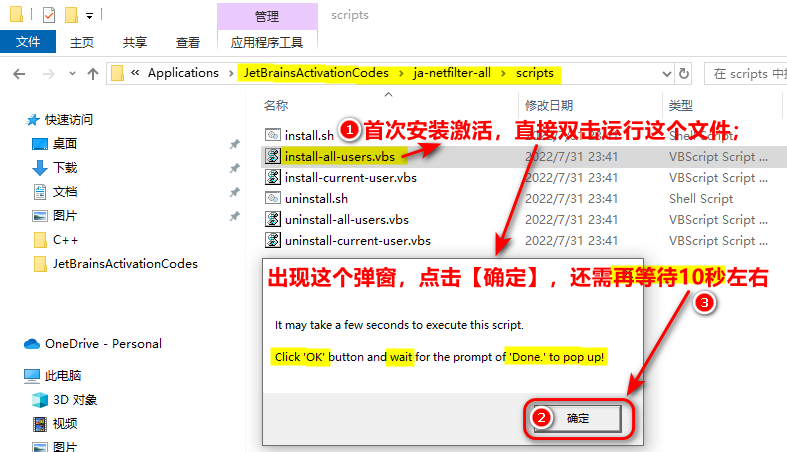 管理
scripts
文件
主页
共享
查看
应用程序工具
« Applications > JetBrainsActivationCodes > ja-netfilter-all > scripts
在 scripts 中
名称
修改日期
类型
快速访问
桌面
下载
文档
图片
C++
JetBrainsActivationCodes
OneDrive - Personal
此电脑
3D 对象
视频
图片
install.sh
1 首次安装激活，直接双击运行这个文件；
install-all-users.vbs 2022/7/31 23:41 VBScript Script ...
install-current-user.vbs 2022/7/31 23:41 VBScript Script ...
uninstall.sh 2022/7/31 23:41 Shell Script
uninstall-all-users.vbs 2022/7/31 23:41 VBScript Script ...
uninstall-current-user.vbs 2022/7/31 23:41 VBScript Script ...
出现这个弹窗，点击【确定】，还需再等待10秒左右
3
It may take a few seconds to execute this script.
Click 'OK' button and wait for the prompt of 'Done.' to pop up!
2 确定